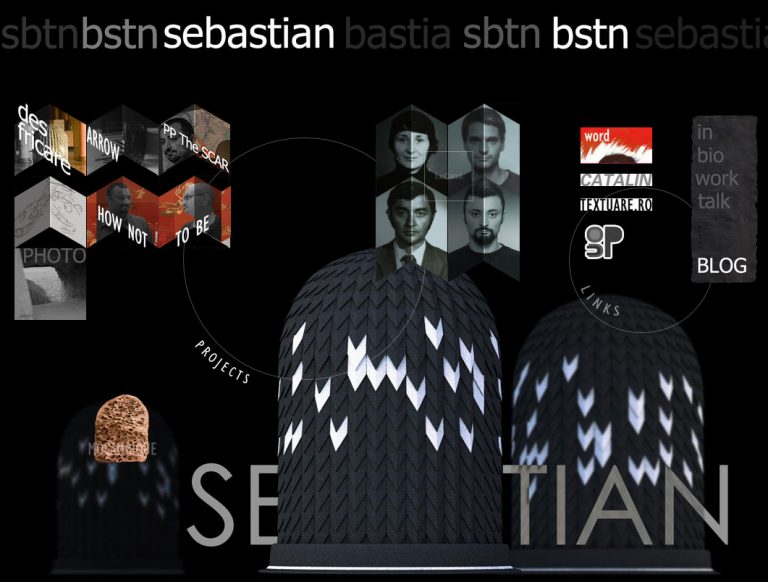 sbtn bstn sebastian bastia sbtn bstn sebastia
des
fricare
ARROW
PP The SCAR
HOW NOT ! TO BE
PHOTO
PROJECTS
word
CATALIN
TEXTUARE.RO
gsp
LINKS
in
bio
work
talk
BLOG
SE TIAN